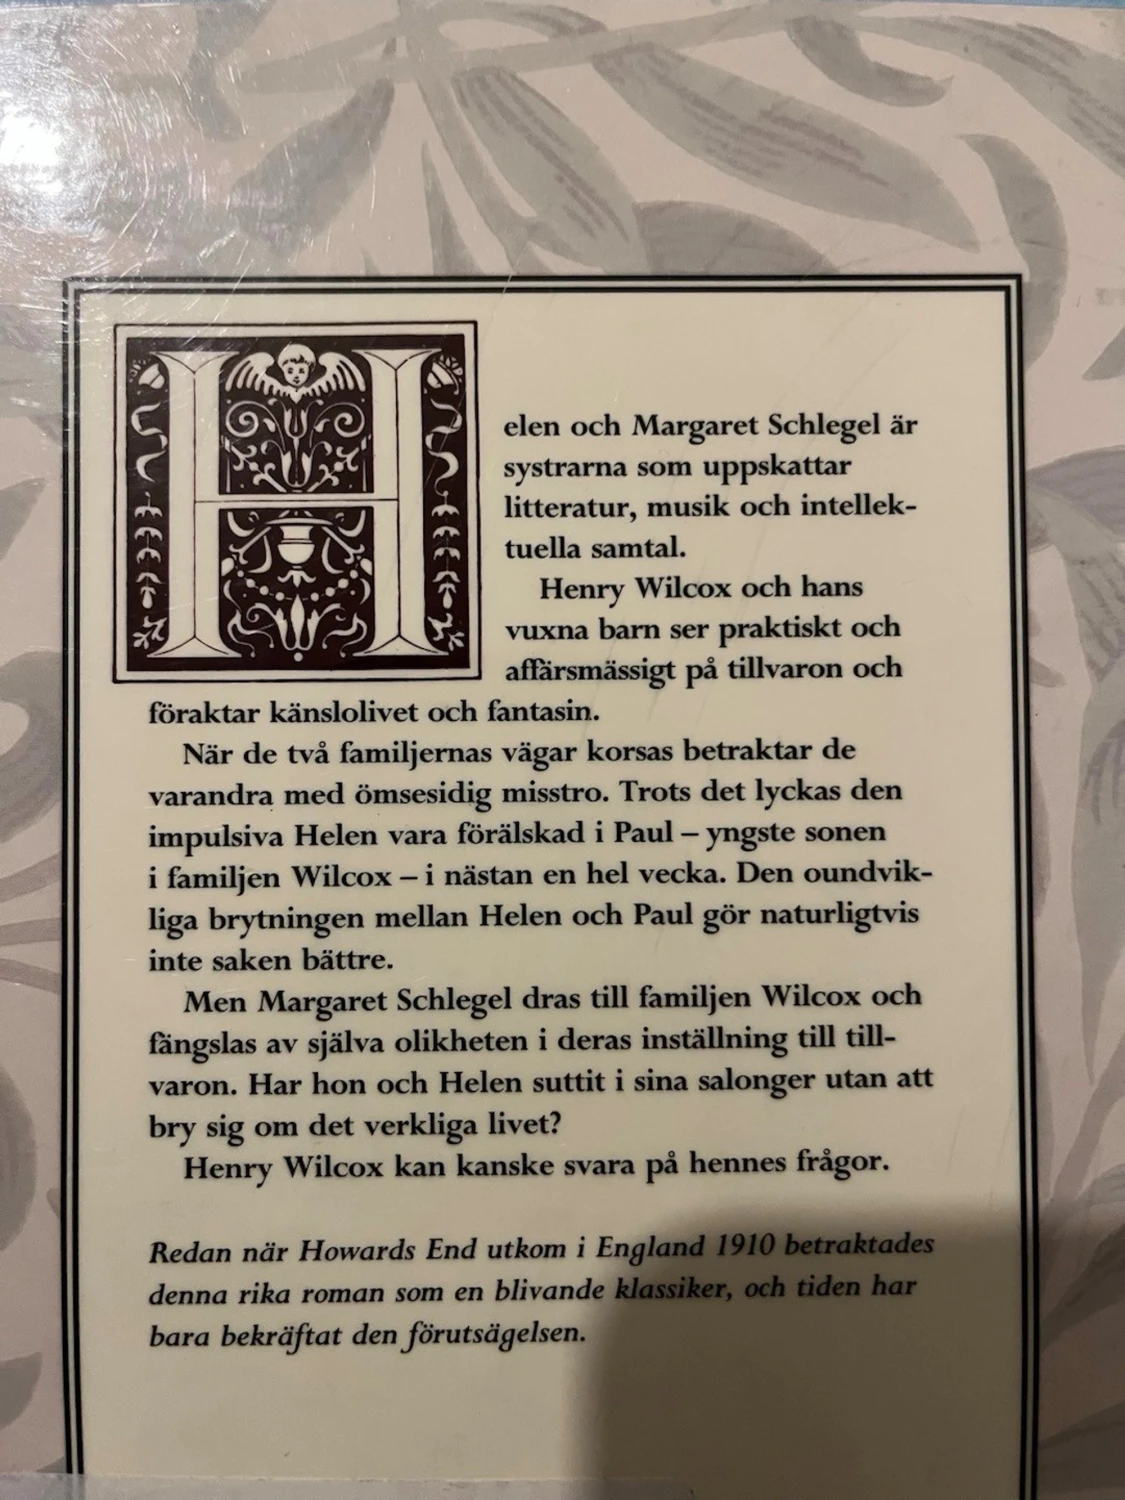 Helen och Margaret Schlegel är
systrarna som uppskattar
litteratur, musik och intellek-
tuella samtal.
Henry Wilcox och hans
vuxna barn ser praktiskt och
affärsmässigt på tillvaron och
föraktar känslolivet och fantasin.
När de två familjernas vägar korsas betraktar de
varandra med ömsesidig misstro. Trots det lyckas den
impulsiva Helen vara förälskad i Paul – yngste sonen
i familjen Wilcox – i nästan en hel vecka. Den oundvik-
liga brytningen mellan Helen och Paul gör naturligtvis
inte saken bättre.
Men Margaret Schlegel dras till familjen Wilcox och
fängslas av själva olikheten i deras inställning till till-
varon. Har hon och Helen suttit i sina salonger utan att
bry sig om det verkliga livet?
Henry Wilcox kan kanske svara på hennes frågor.
Redan när Howards End utkom i England 1910 betraktades
denna rika roman som en blivande klassiker, och tiden har
bara bekräftat den förutsägelsen.